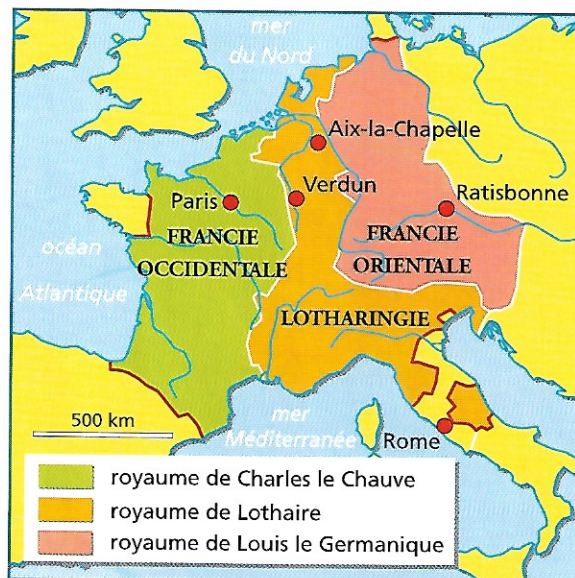 mer
du Nord
Aix-la-Chapelle
Verdun
Ratisbonne
Paris
FRANCIE
OCCIDENTALE
FRANCIE
ORIENTALE
océan
Atlantique
LOTHARINGIE
500 km
mer
Méditerranée
Rome
royaume de Charles le Chauve
royaume de Lothaire
royaume de Louis le Germanique